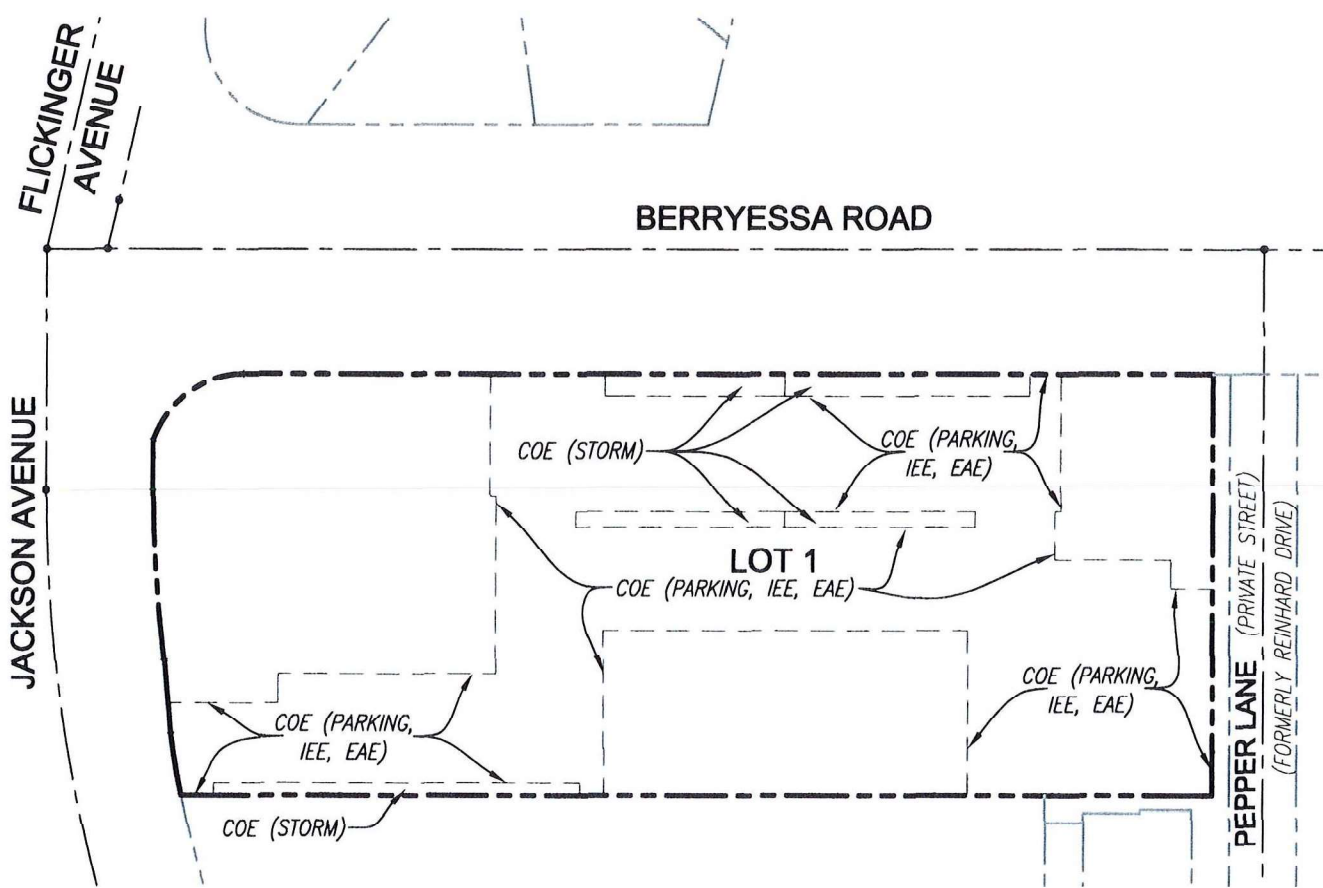 FLICKINGER
AVENUE
BERRYESSA ROAD
JACKSON AVENUE
COE (STORM)
COE (PARKING,
IEE, EAE)
LOT 1
COE (PARKING, IEE, EAE)
COE (PARKING,
IEE, EAE)
COE (PARKING,
IEE, EAE)
COE (STORM)
PEPPER LANE (PRIVATE STREET)
(FORMERLY REINHARD DRIVE)